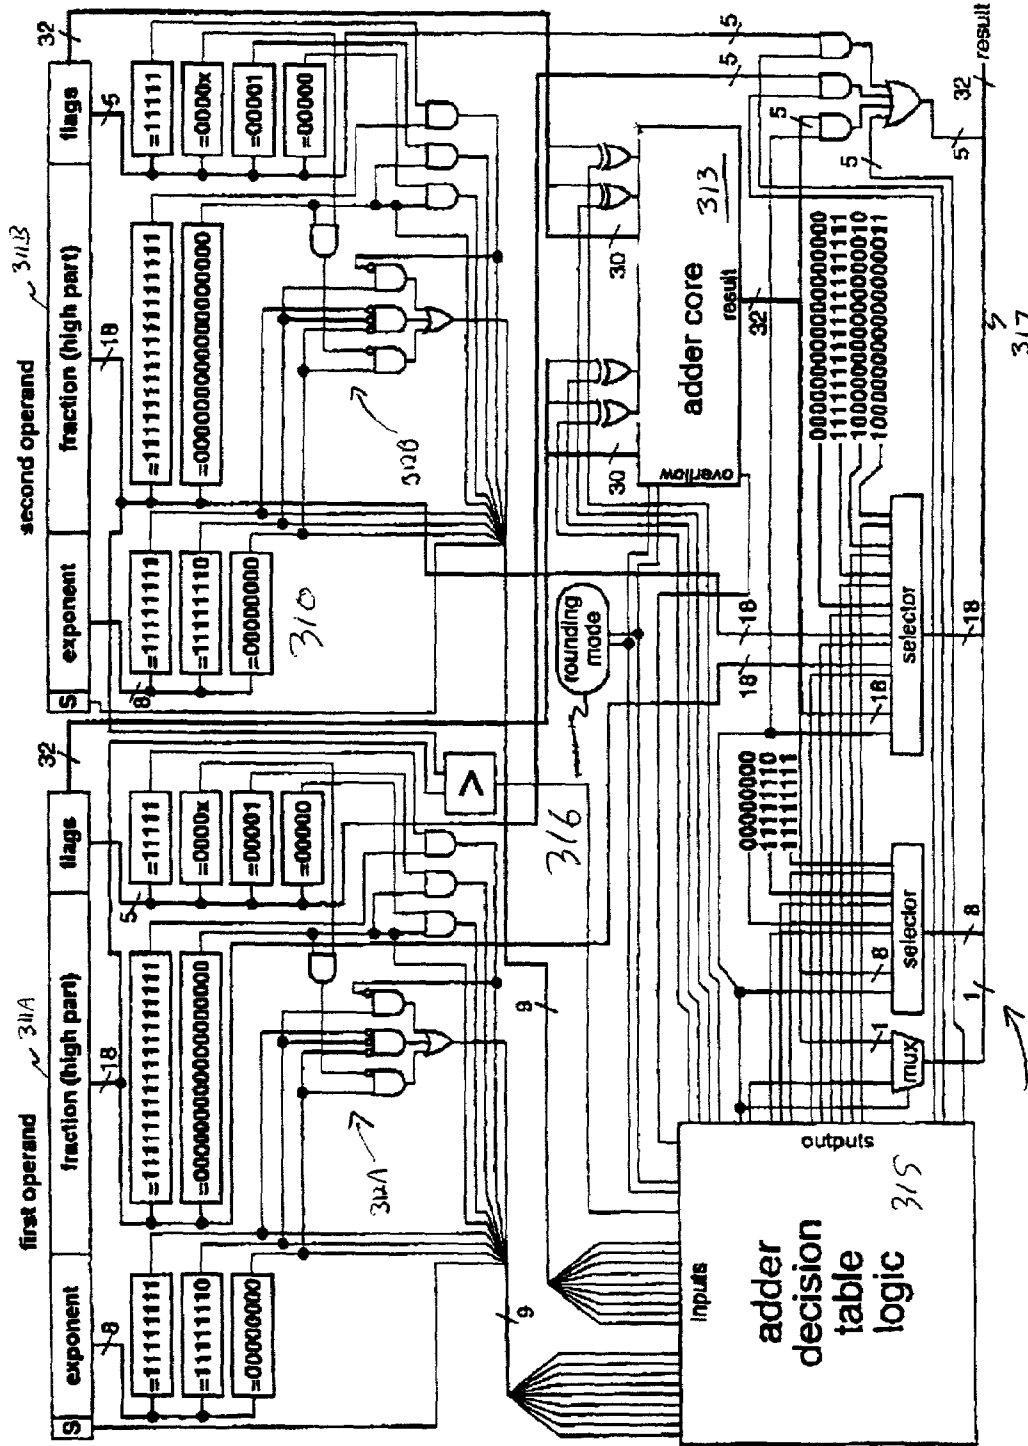 first operand
311A
second operand
311B
S
exponent
fraction (high part)
flags
32
S
exponent
fraction (high part)
flags
32
8
18
5
8
18
5
=11111111
=11111110
=00000000
=111111111111111111
=000000000000000000
=11111
=0000x
=00001
=00000
=11111111
=11111110
=00000000
=111111111111111111
=000000000000000000
=11111
=0000x
=00001
=00000
310
312A
312B
>
316
rounding mode
9
9
30
30
overflow
adder core
313
result
32
18
18
5
5
5
5
5
Inputs
adder
decision
table
logic
315
outputs
mux
1
00000000
11111110
11111111
8
selector
8
000000000000000000
111111111111111111
100000000000000010
100000000000000011
18
selector
18
1
32
result
317